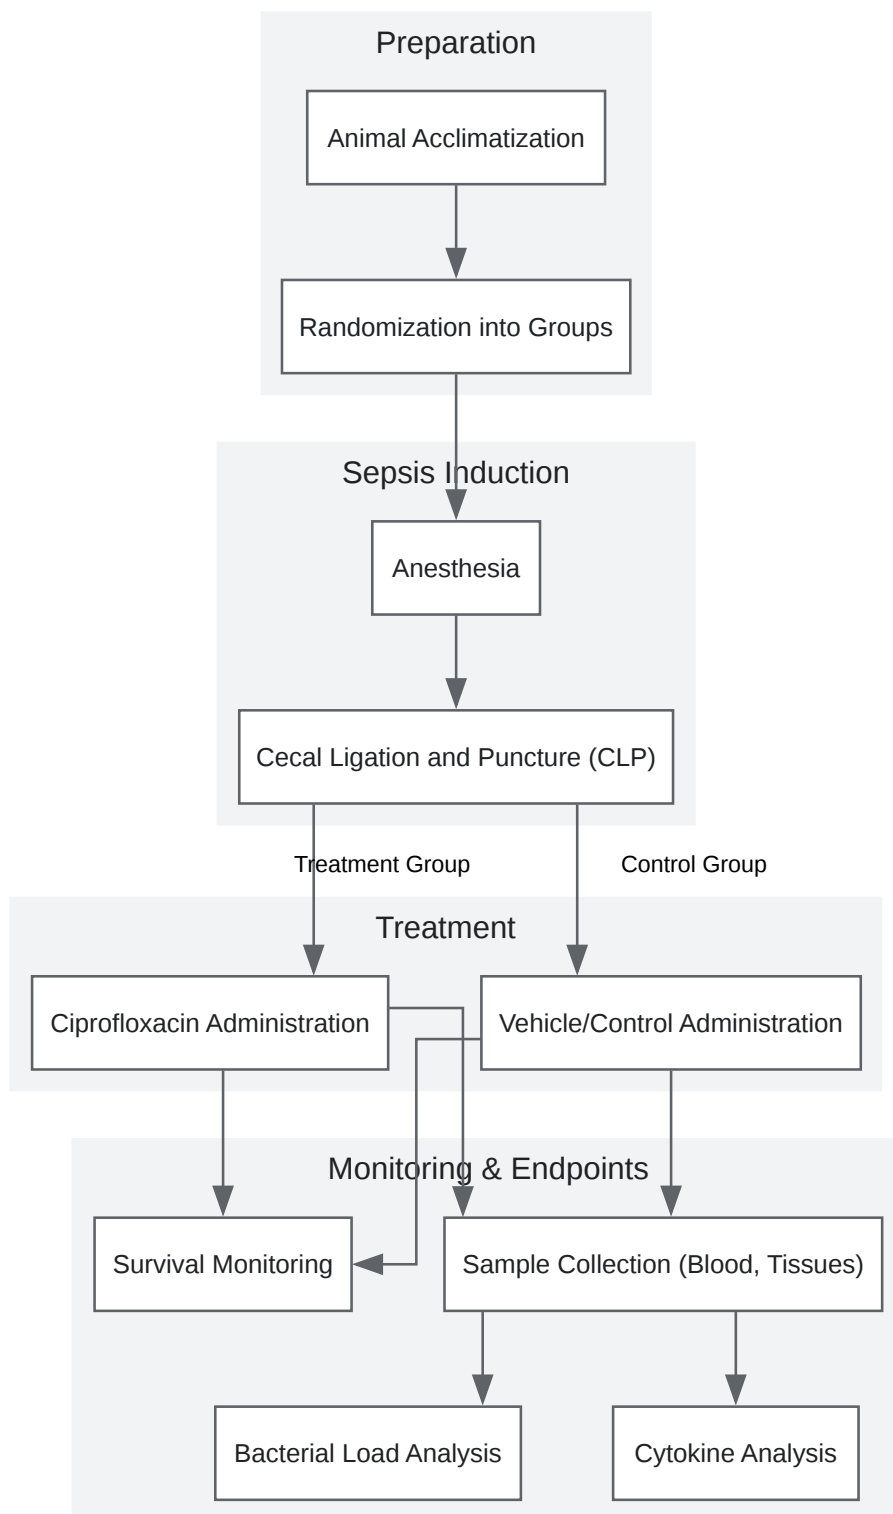 Preparation
Animal Acclimatization
Randomization into Groups
Sepsis Induction
Anesthesia
Cecal Ligation and Puncture (CLP)
Treatment Group
Control Group
Treatment
Ciprofloxacin Administration
Vehicle/Control Administration
Monitoring & Endpoints
Survival Monitoring
Sample Collection (Blood, Tissues)
Bacterial Load Analysis
Cytokine Analysis